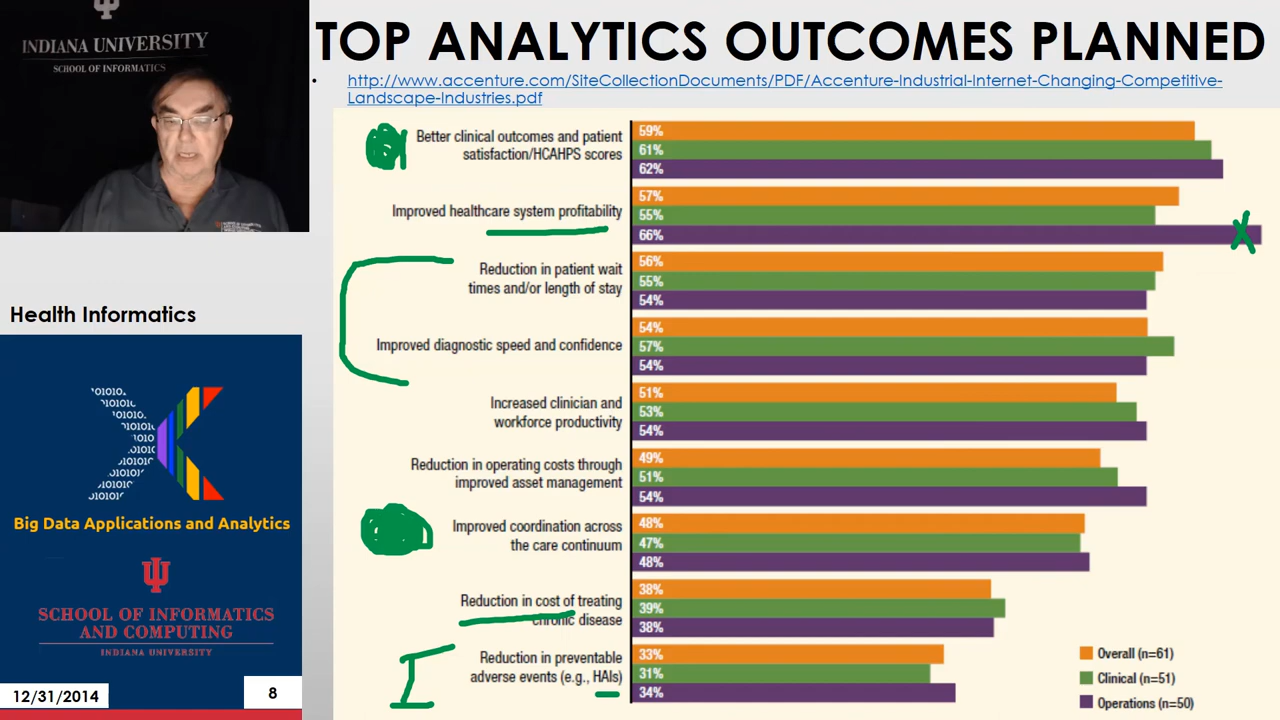 INDIANA UNIVERSITY
SCHOOL OF INFORMATICS
TOP ANALYTICS OUTCOMES PLANNED
• http://www.accenture.com/SiteCollectionDocuments/PDF/Accenture-Industrial-Internet-Changing-Competitive-
Landscape-Industries.pdf
Better clinical outcomes and patient
satisfaction/HCAHPS scores
59%
61%
62%
Improved healthcare system profitability
57%
55%
66%
X
Reduction in patient wait
times and/or length of stay
56%
55%
54%
Improved diagnostic speed and confidence
54%
57%
54%
Increased clinician and
workforce productivity
51%
53%
54%
Reduction in operating costs through
improved asset management
49%
51%
54%
Improved coordination across
the care continuum
48%
47%
48%
Reduction in cost of treating
chronic disease
38%
39%
38%
Reduction in preventable
adverse events (e.g., HAIs)
33%
31%
34%
Overall (n=61)
Clinical (n=51)
Operations (n=50)
Health Informatics
Big Data Applications and Analytics
SCHOOL OF INFORMATICS
AND COMPUTING
INDIANA UNIVERSITY
12/31/2014
8